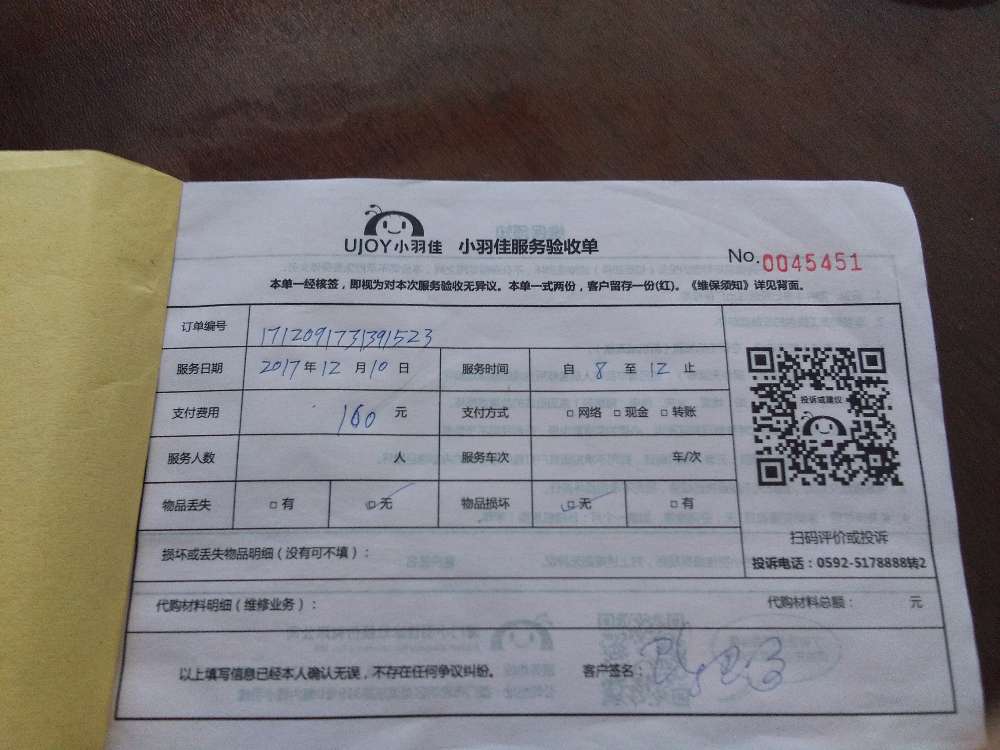 UJOY小羽佳 小羽佳服务验收单
No.0045451
本单一经核签，即视为对本次服务验收无异议。本单一式两份，客户留存一份(红)。《维保须知》详见背面。
订单编号 1712091731391523
服务日期 2017年12月10日 服务时间 自8至12止
支付费用 160元 支付方式 □网络 □现金 □转账
服务人数 人 服务车次 车/次
物品丢失 □有 ☑无 物品损坏 ☑无 □有
投诉或建议
扫码评价或投诉
投诉电话：0592-5178888转2
损坏或丢失物品明细（没有可不填）：
代购材料明细（维修业务）： 代购材料总额： 元
以上填写信息已经本人确认无误，不存在任何争议纠纷。 客户签名：